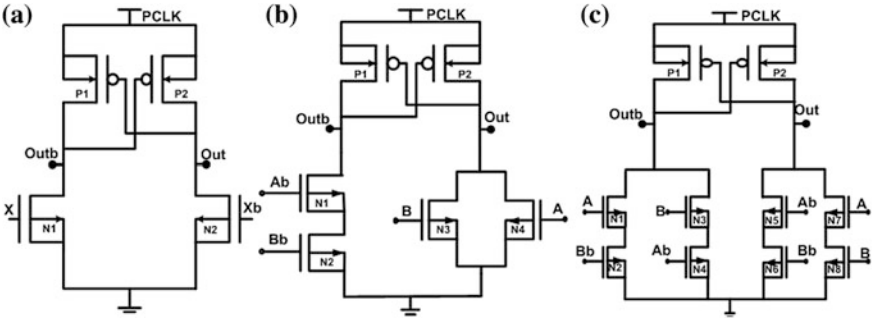 (a) PCLK
P1 P2
Outb Out
X Xb
N1 N2
(b) PCLK
P1 P2
Outb Out
Ab
N1
B A
N3 N4
Bb
N2
(c) PCLK
P1 P2
Outb Out
A B Ab A
N1 N3 N5 N7
Bb Ab Bb B
N2 N4 N6 N8